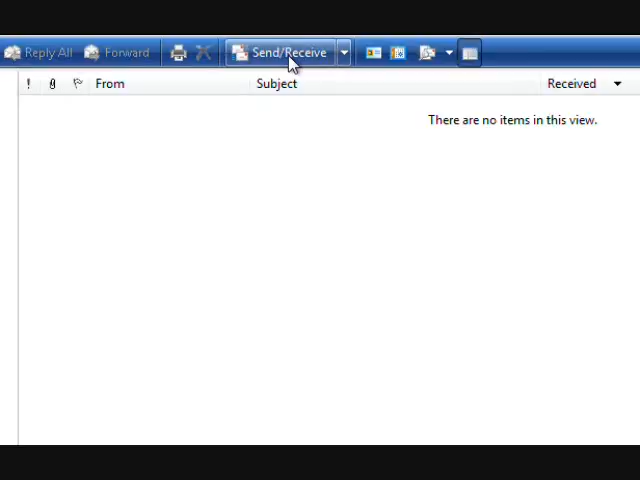 Reply All Forward Send/Receive
! From Subject Received
There are no items in this view.